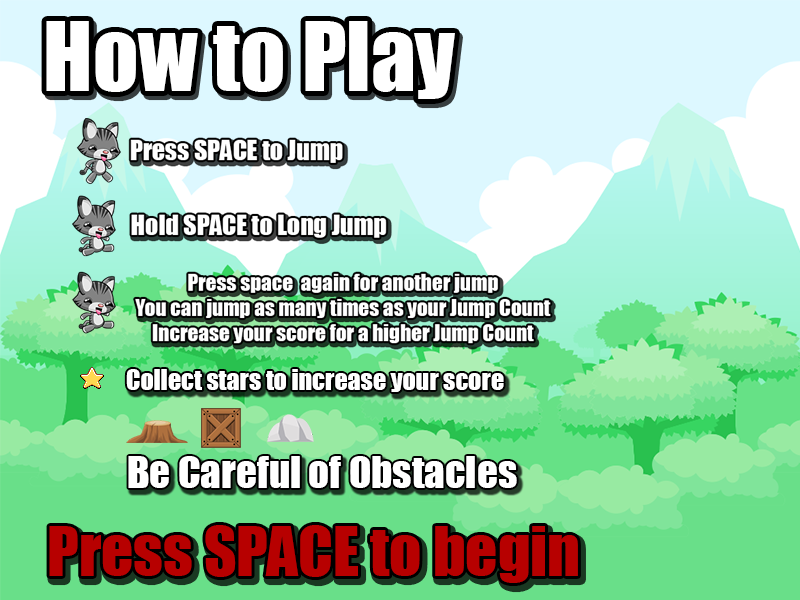 How to Play
Press SPACE to Jump
Hold SPACE to Long Jump
Press space  again for another jump
You can jump as many times as your Jump Count
Increase your score for a higher Jump Count
Collect stars to increase your score
Be Careful of Obstacles
Press SPACE to begin